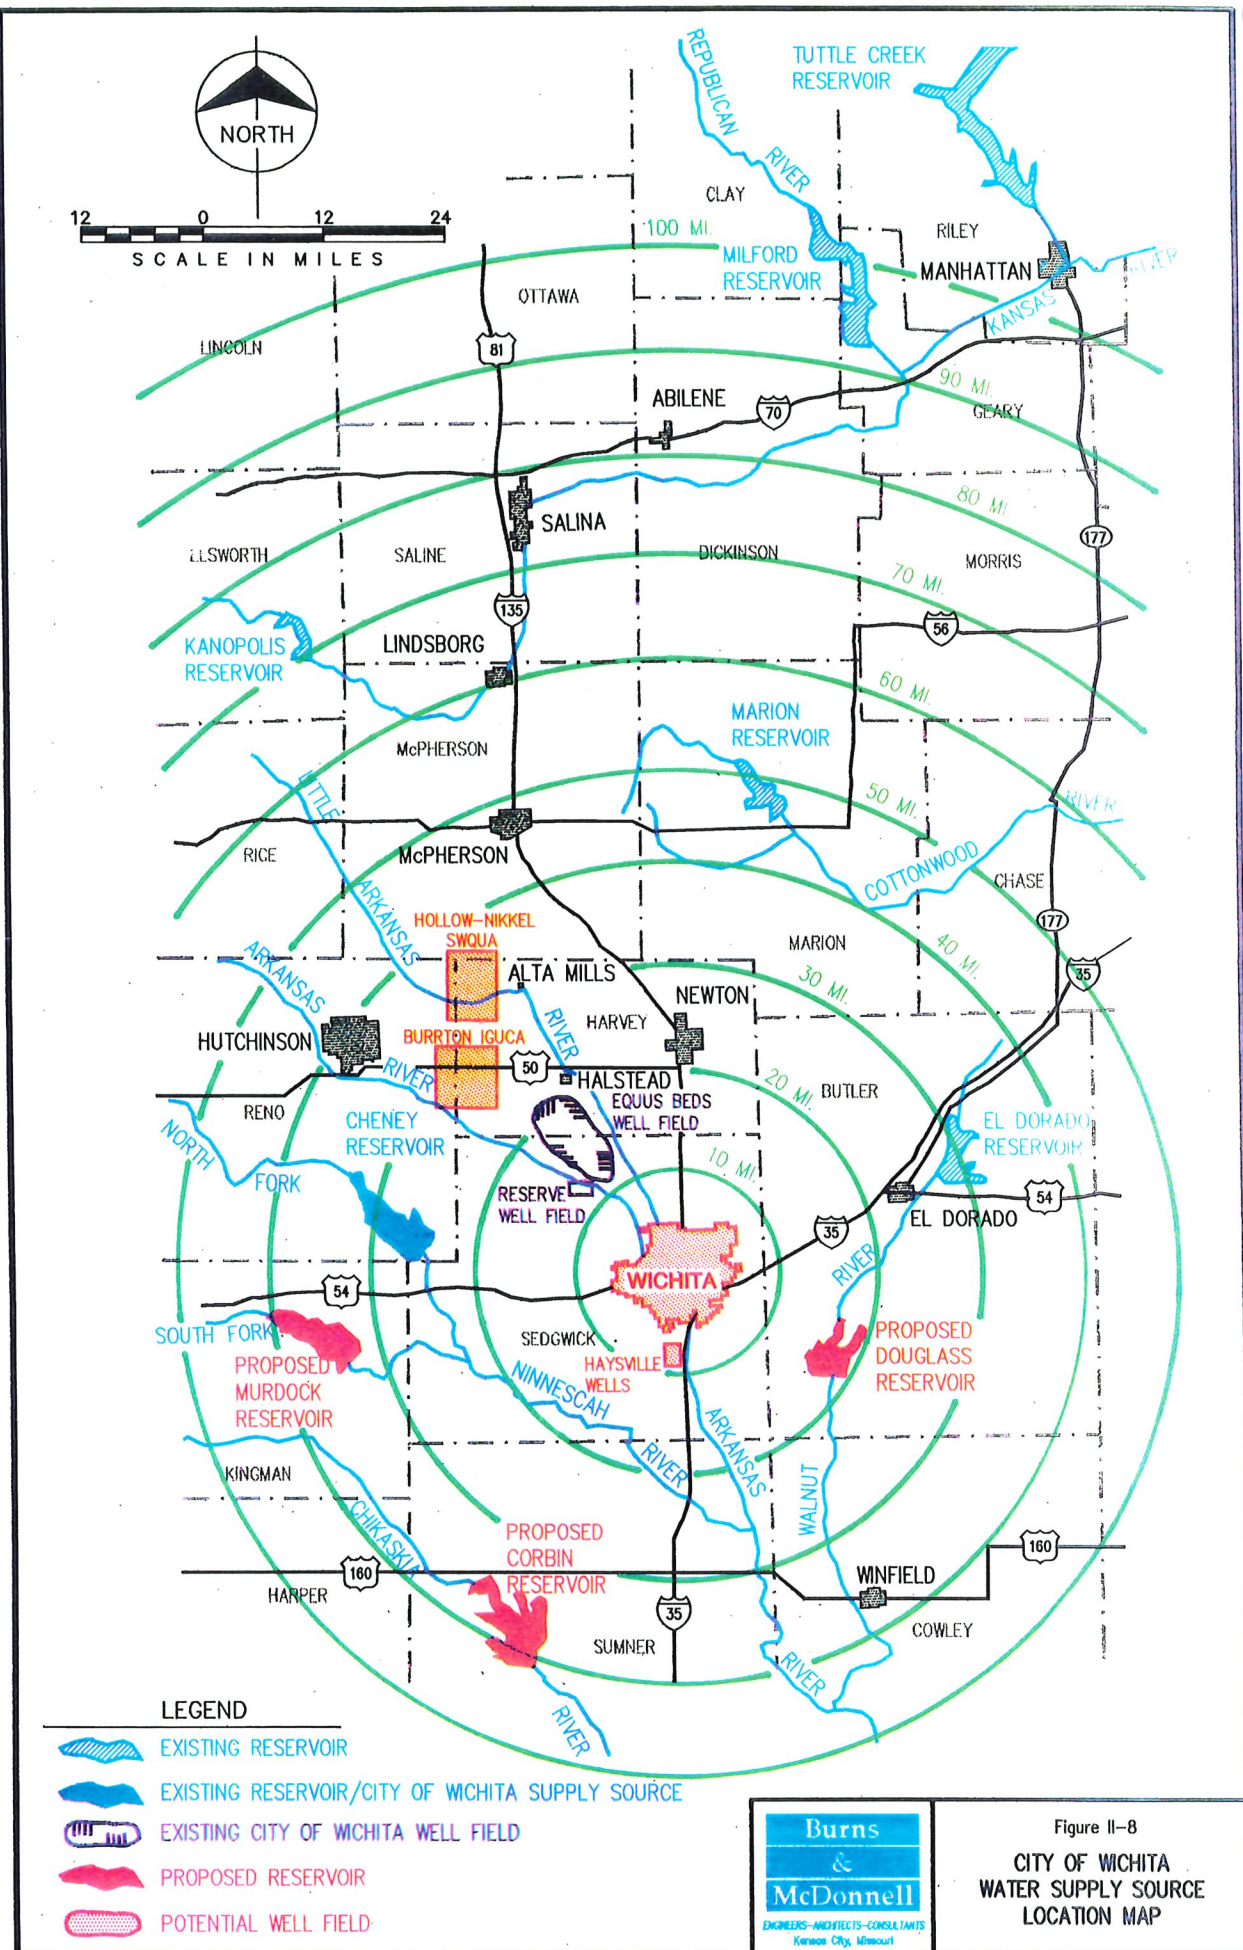 REPUBLICAN
RIVER
TUTTLE CREEK
RESERVOIR
NORTH
12 0 12 24
SCALE IN MILES
CLAY
100 MI.
RILEY
MILFORD
RESERVOIR
MANHATTAN
RIVER
KANSAS
OTTAWA
LINCOLN
81
90 MI.
ABILENE
70
GEARY
80 MI.
SALINA
177
LLSWORTH
SALINE
DICKINSON
MORRIS
70 MI.
135
56
KANOPOLIS
RESERVOIR
LINDSBORG
60 MI.
MARION
RESERVOIR
McPHERSON
50 MI.
RIVER
LITTLE
ARKANSAS
RIVER
RICE
McPHERSON
COTTONWOOD
CHASE
177
HOLLOW-NIKKEL
SWQUA
MARION
40 MI.
ARKANSAS
RIVER
ALTA MILLS
30 MI.
35
NEWTON
HARVEY
HUTCHINSON
BURRTON IGUCA
50
HALSTEAD
20 MI.
BUTLER
RENO
EQUUS BEDS
WELL FIELD
CHENEY
RESERVOIR
EL DORADO
RESERVOIR
NORTH
FORK
10 MI.
RESERVE
WELL FIELD
54
EL DORADO
35
RIVER
WICHITA
54
SOUTH FORK
SEDGWICK
PROPOSED
MURDOCK
RESERVOIR
HAYSVILLE
WELLS
PROPOSED
DOUGLASS
RESERVOIR
NINNESCAH
RIVER
ARKANSAS
RIVER
WALNUT
KINGMAN
CHIKASKIA
RIVER
PROPOSED
CORBIN
RESERVOIR
160
160
WINFIELD
HARPER
35
SUMNER
COWLEY
LEGEND
EXISTING RESERVOIR
EXISTING RESERVOIR/CITY OF WICHITA SUPPLY SOURCE
EXISTING CITY OF WICHITA WELL FIELD
PROPOSED RESERVOIR
POTENTIAL WELL FIELD
Burns
&
McDonnell
ENGINEERS-ARCHITECTS-CONSULTANTS
Kansas City, Missouri
Figure II-8
CITY OF WICHITA
WATER SUPPLY SOURCE
LOCATION MAP